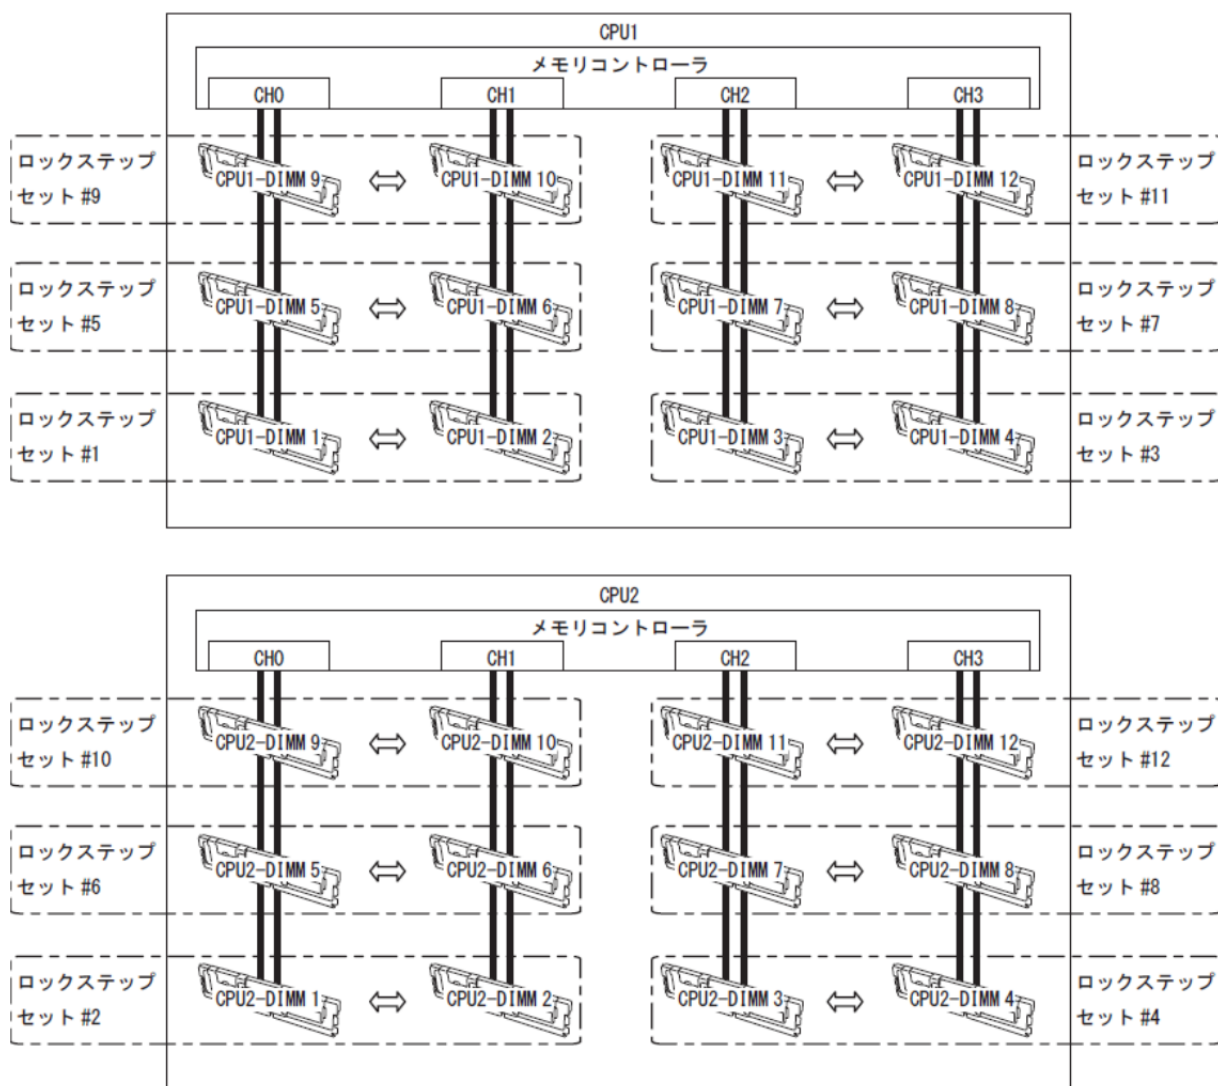 CPU1
メモリコントローラ
CH0 CH1 CH2 CH3
ロックステップ
セット #9
CPU1-DIMM 9 CPU1-DIMM 10 CPU1-DIMM 11 CPU1-DIMM 12
ロックステップ
セット #11
ロックステップ
セット #5
CPU1-DIMM 5 CPU1-DIMM 6 CPU1-DIMM 7 CPU1-DIMM 8
ロックステップ
セット #7
ロックステップ
セット #1
CPU1-DIMM 1 CPU1-DIMM 2 CPU1-DIMM 3 CPU1-DIMM 4
ロックステップ
セット #3
CPU2
メモリコントローラ
CH0 CH1 CH2 CH3
ロックステップ
セット #10
CPU2-DIMM 9 CPU2-DIMM 10 CPU2-DIMM 11 CPU2-DIMM 12
ロックステップ
セット #12
ロックステップ
セット #6
CPU2-DIMM 5 CPU2-DIMM 6 CPU2-DIMM 7 CPU2-DIMM 8
ロックステップ
セット #8
ロックステップ
セット #2
CPU2-DIMM 1 CPU2-DIMM 2 CPU2-DIMM 3 CPU2-DIMM 4
ロックステップ
セット #4